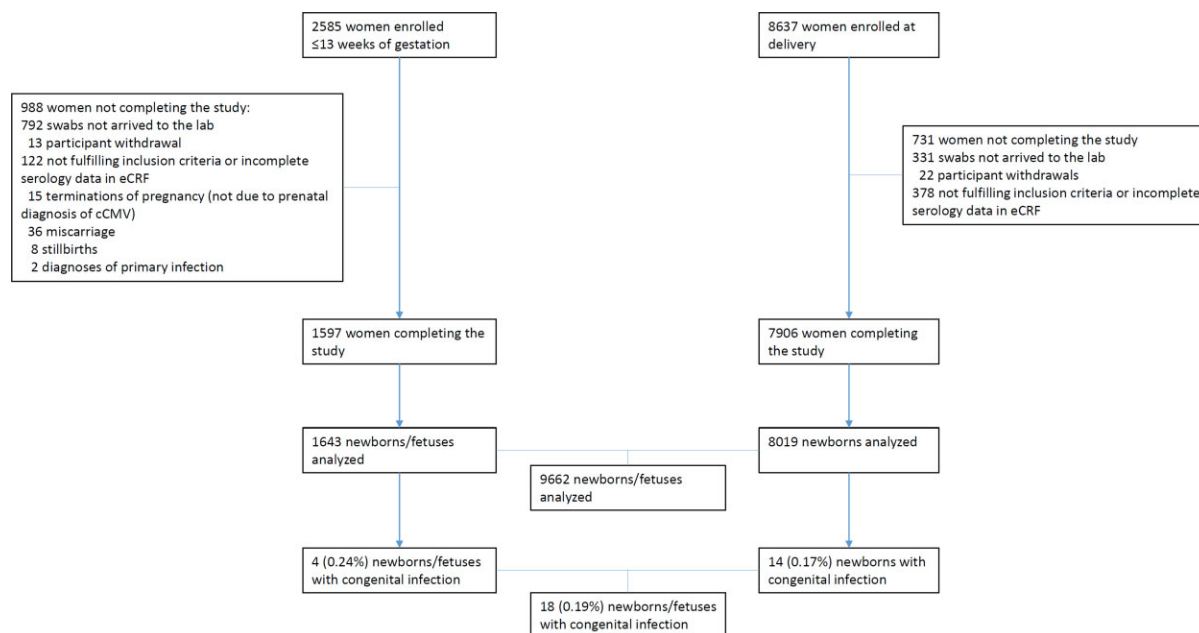 2585 women enrolled
≤13 weeks of gestation
8637 women enrolled at
delivery
988 women not completing the study:
792 swabs not arrived to the lab
13 participant withdrawal
122 not fulfilling inclusion criteria or incomplete
serology data in eCRF
15 terminations of pregnancy (not due to prenatal
diagnosis of cCMV)
36 miscarriage
8 stillbirths
2 diagnoses of primary infection
731 women not completing the study
331 swabs not arrived to the lab
22 participant withdrawals
378 not fulfilling inclusion criteria or incomplete
serology data in eCRF
1597 women completing the
study
7906 women completing
the study
1643 newborns/fetuses
analyzed
8019 newborns analyzed
9662 newborns/fetuses
analyzed
4 (0.24%) newborns/fetuses
with congenital infection
14 (0.17%) newborns with
congenital infection
18 (0.19%) newborns/fetuses
with congenital infection